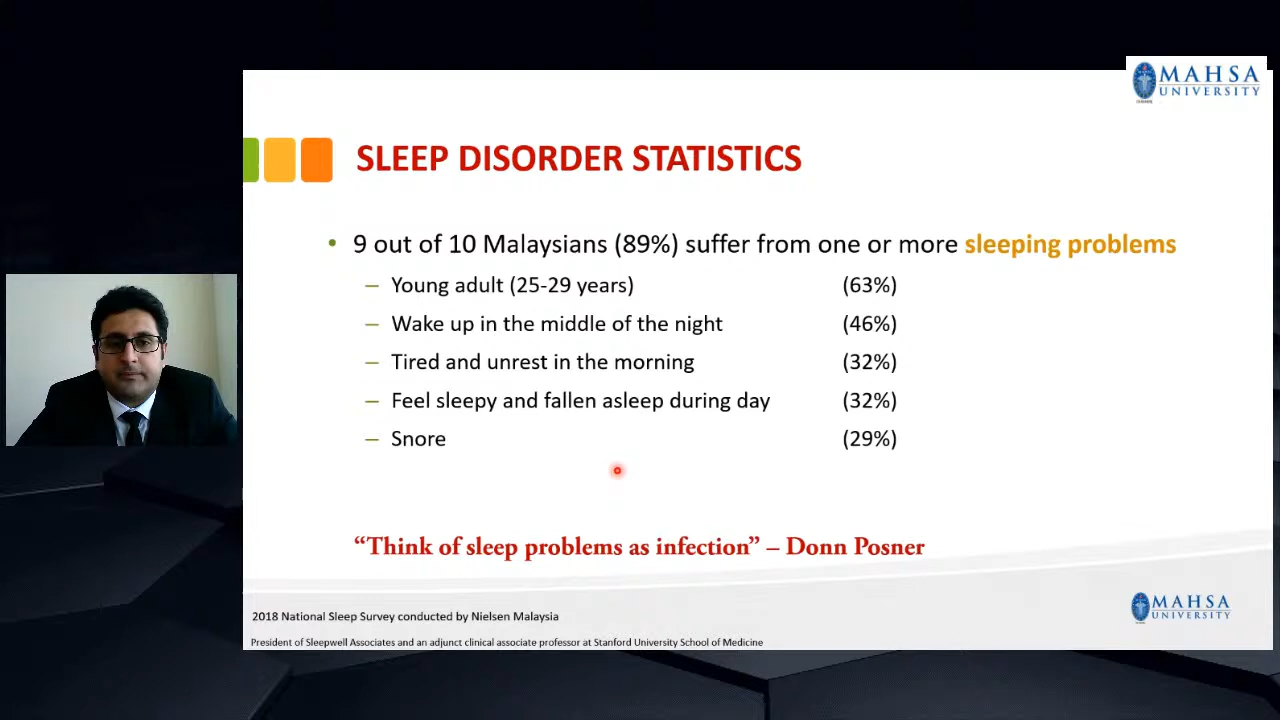 MAHSA
UNIVERSITY
SLEEP DISORDER STATISTICS
• 9 out of 10 Malaysians (89%) suffer from one or more sleeping problems
– Young adult (25-29 years) (63%)
– Wake up in the middle of the night (46%)
– Tired and unrest in the morning (32%)
– Feel sleepy and fallen asleep during day (32%)
– Snore (29%)
“Think of sleep problems as infection” – Donn Posner
2018 National Sleep Survey conducted by Nielsen Malaysia
MAHSA
UNIVERSITY
President of Sleepwell Associates and an adjunct clinical associate professor at Stanford University School of Medicine